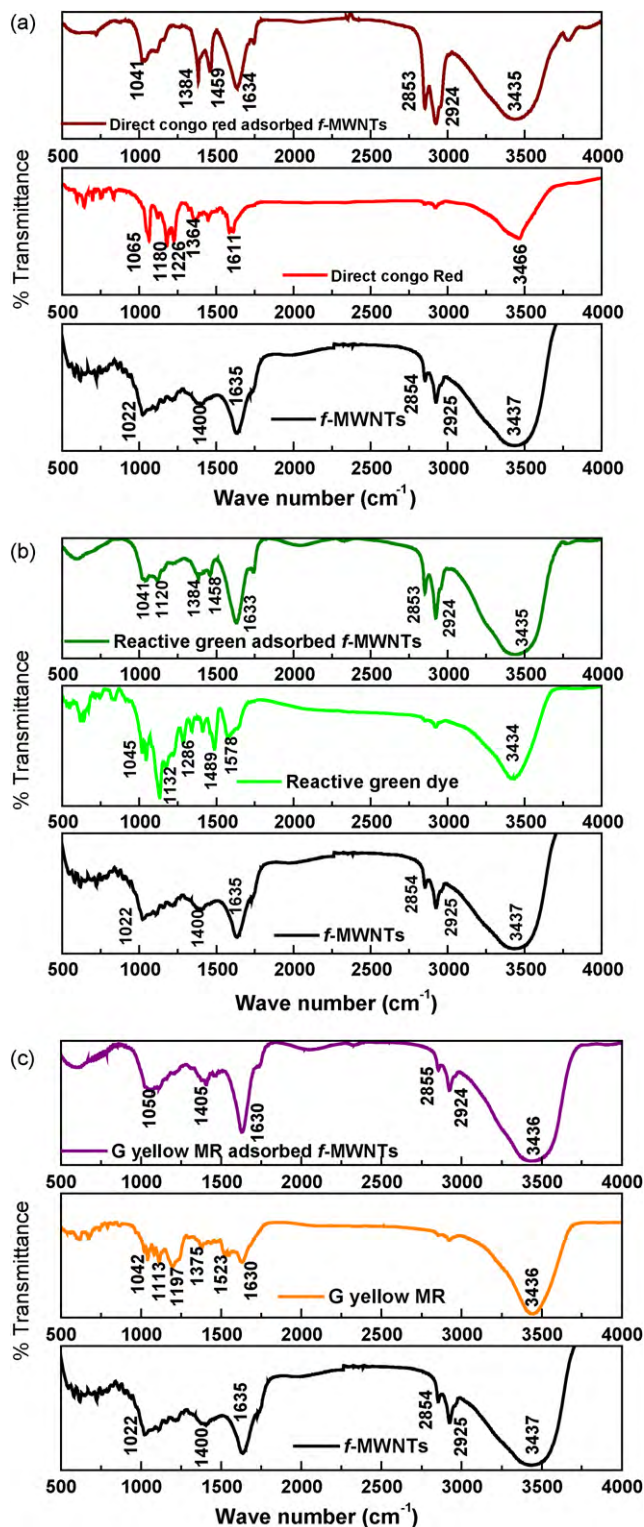 (a)
% Transmittance
1041
1384
1459
1634
2853
2924
3435
Direct congo red adsorbed f-MWNTs
500 1000 1500 2000 2500 3000 3500 4000
1065
1180
1226
1364
1611
3466
Direct congo Red
500 1000 1500 2000 2500 3000 3500 4000
1022
1400
1635
2854
2925
3437
f-MWNTs
500 1000 1500 2000 2500 3000 3500 4000
Wave number (cm-1)
(b)
% Transmittance
1041
1120
1384
1458
1633
2853
2924
3435
Reactive green adsorbed f-MWNTs
500 1000 1500 2000 2500 3000 3500 4000
1045
1132
1286
1489
1578
3434
Reactive green dye
500 1000 1500 2000 2500 3000 3500 4000
1022
1400
1635
2854
2925
3437
f-MWNTs
500 1000 1500 2000 2500 3000 3500 4000
Wave number (cm-1)
(c)
% Transmittance
1050
1405
1630
2855
2924
3436
G yellow MR adsorbed f-MWNTs
500 1000 1500 2000 2500 3000 3500 4000
1042
1113
1197
1375
1523
1630
3436
G yellow MR
500 1000 1500 2000 2500 3000 3500 4000
1022
1400
1635
2854
2925
3437
f-MWNTs
500 1000 1500 2000 2500 3000 3500 4000
Wave number (cm-1)